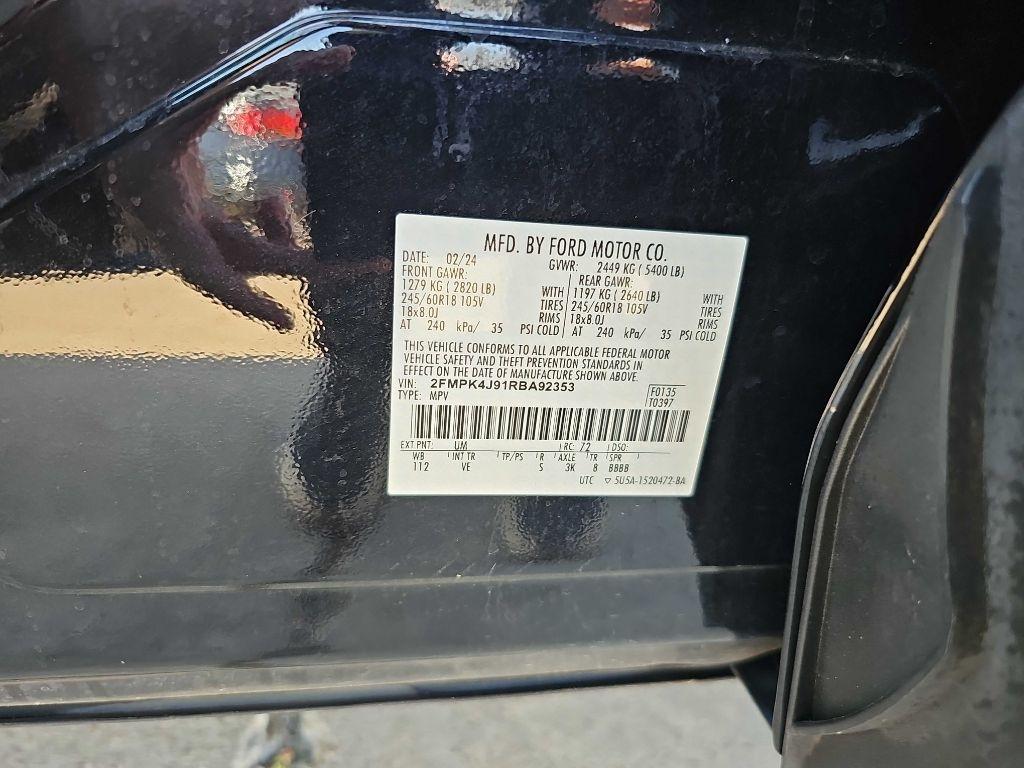 MFD. BY FORD MOTOR CO.
DATE: 02/24 GVWR: 2449 KG ( 5400 LB)
FRONT GAWR: REAR GAWR:
1279 KG ( 2820 LB) WITH 1197 KG ( 2640 LB) WITH
245/60R18 105V TIRES 245/60R18 105V TIRES
18x8.0J RIMS 18x8.0J RIMS
AT 240 kPa/ 35 PSI COLD AT 240 kPa/ 35 PSI COLD
THIS VEHICLE CONFORMS TO ALL APPLICABLE FEDERAL MOTOR
VEHICLE SAFETY AND THEFT PREVENTION STANDARDS IN
EFFECT ON THE DATE OF MANUFACTURE SHOWN ABOVE.
VIN: 2FMPK4J91RBA92353 F0135
TYPE: MPV T0397
EXT PNT: UM RC: 72 DSO:
WB INT TR TP/PS R AXLE TR SPR
112 VE S 3K 8 BBBB
UTC ▽ 5U5A-1520472-BA